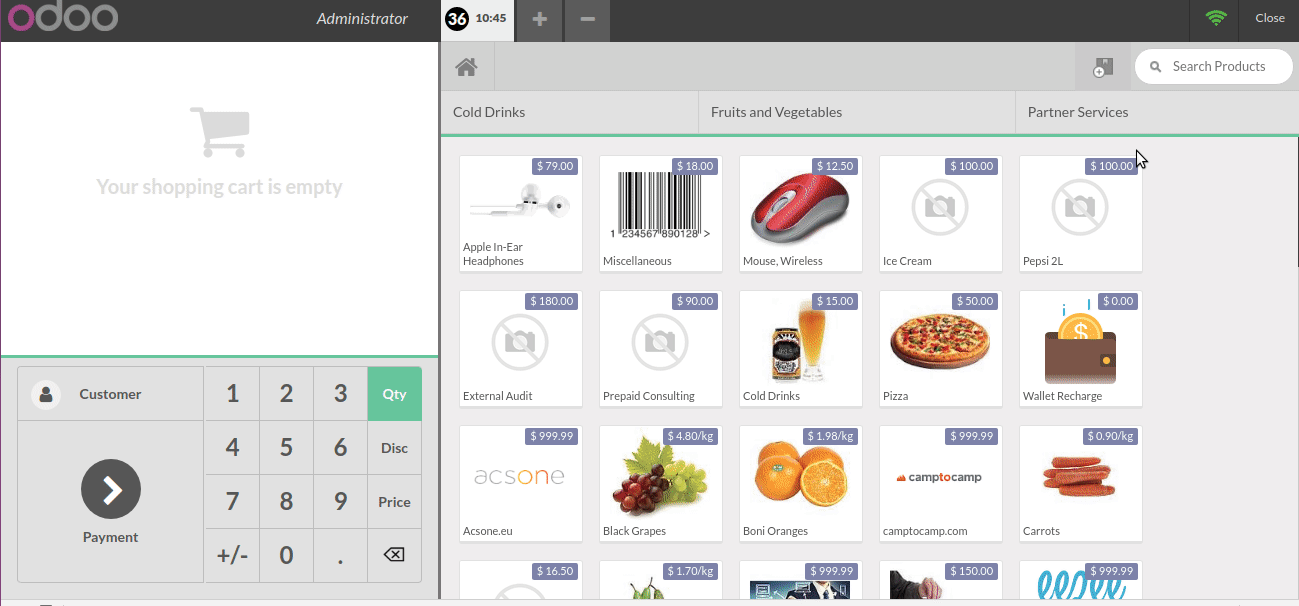 odoo
Administrator
36 10:45
Close
Search Products
Cold Drinks
Fruits and Vegetables
Partner Services
Your shopping cart is empty
$ 79.00
Apple In-Ear
Headphones
$ 18.00
1 234567 890128 >
Miscellaneous
$ 12.50
Mouse, Wireless
$ 100.00
Ice Cream
$ 100.00
Pepsi 2L
$ 180.00
External Audit
$ 90.00
Prepaid Consulting
$ 15.00
Cold Drinks
$ 50.00
Pizza
$ 0.00
$
Wallet Recharge
$ 999.99
acsone
Acsone.eu
$ 4.80/kg
Black Grapes
$ 1.98/kg
Boni Oranges
$ 999.99
camptocamp
camptocamp.com
$ 0.90/kg
Carrots
$ 16.50
$ 1.70/kg
$ 999.99
$ 150.00
$ 999.99
Customer
Payment
1 2 3 Qty
4 5 6 Disc
7 8 9 Price
+/- 0 .